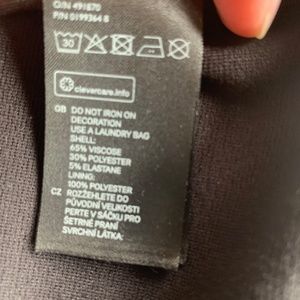 O/N 491870
P/N 0199364 8
30
clevercare.info
GB DO NOT IRON ON
DECORATION
USE A LAUNDRY BAG
SHELL:
65% VISCOSE
30% POLYESTER
5% ELASTANE
LINING:
100% POLYESTER
CZ ROZŽEHLETE DO
PŮVODNÍ VELIKOSTI
PERTE V SÁČKU PRO
ŠETRNÉ PRANÍ
SVRCHNÍ LÁTKA: